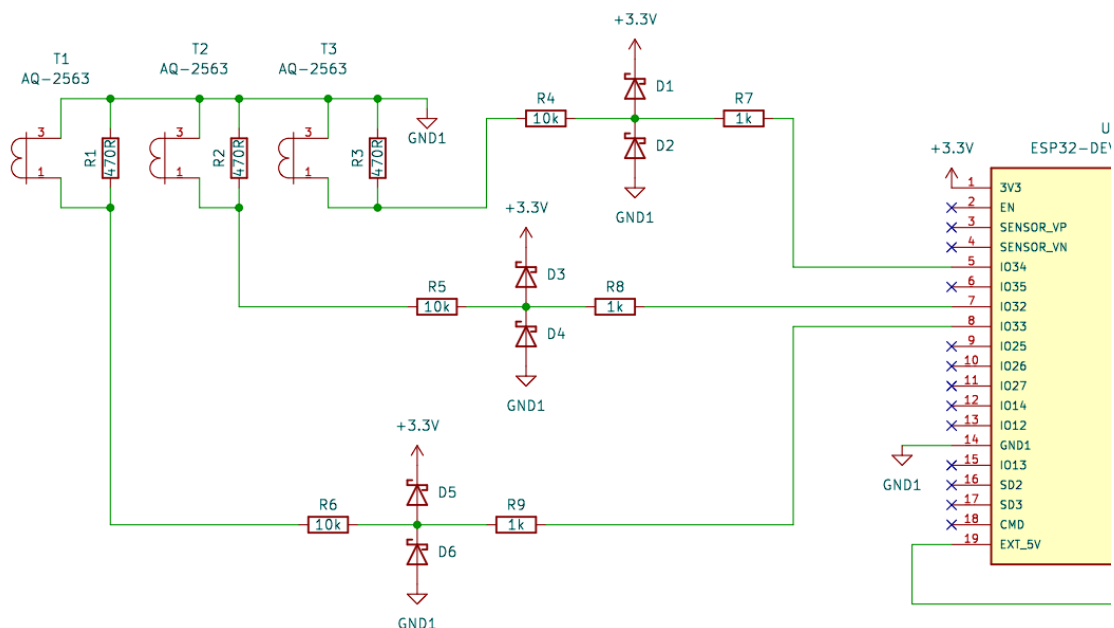 T1
AQ-2563
T2
AQ-2563
T3
AQ-2563
3
1
R1
470R
3
1
R2
470R
3
1
R3
470R
GND1
R4
10k
+3.3V
D1
D2
GND1
R7
1k
+3.3V
D3
D4
GND1
R5
10k
R8
1k
+3.3V
D5
D6
GND1
R6
10k
R9
1k
U
ESP32-DEV
+3.3V
GND1
1 3V3
2 EN
3 SENSOR_VP
4 SENSOR_VN
5 IO34
6 IO35
7 IO32
8 IO33
9 IO25
10 IO26
11 IO27
12 IO14
13 IO12
14 GND1
15 IO13
16 SD2
17 SD3
18 CMD
19 EXT_5V